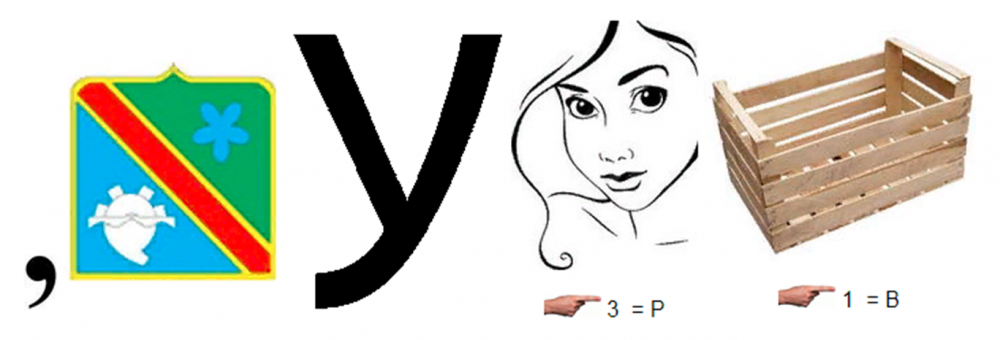 , у
3 = Р
1 = В